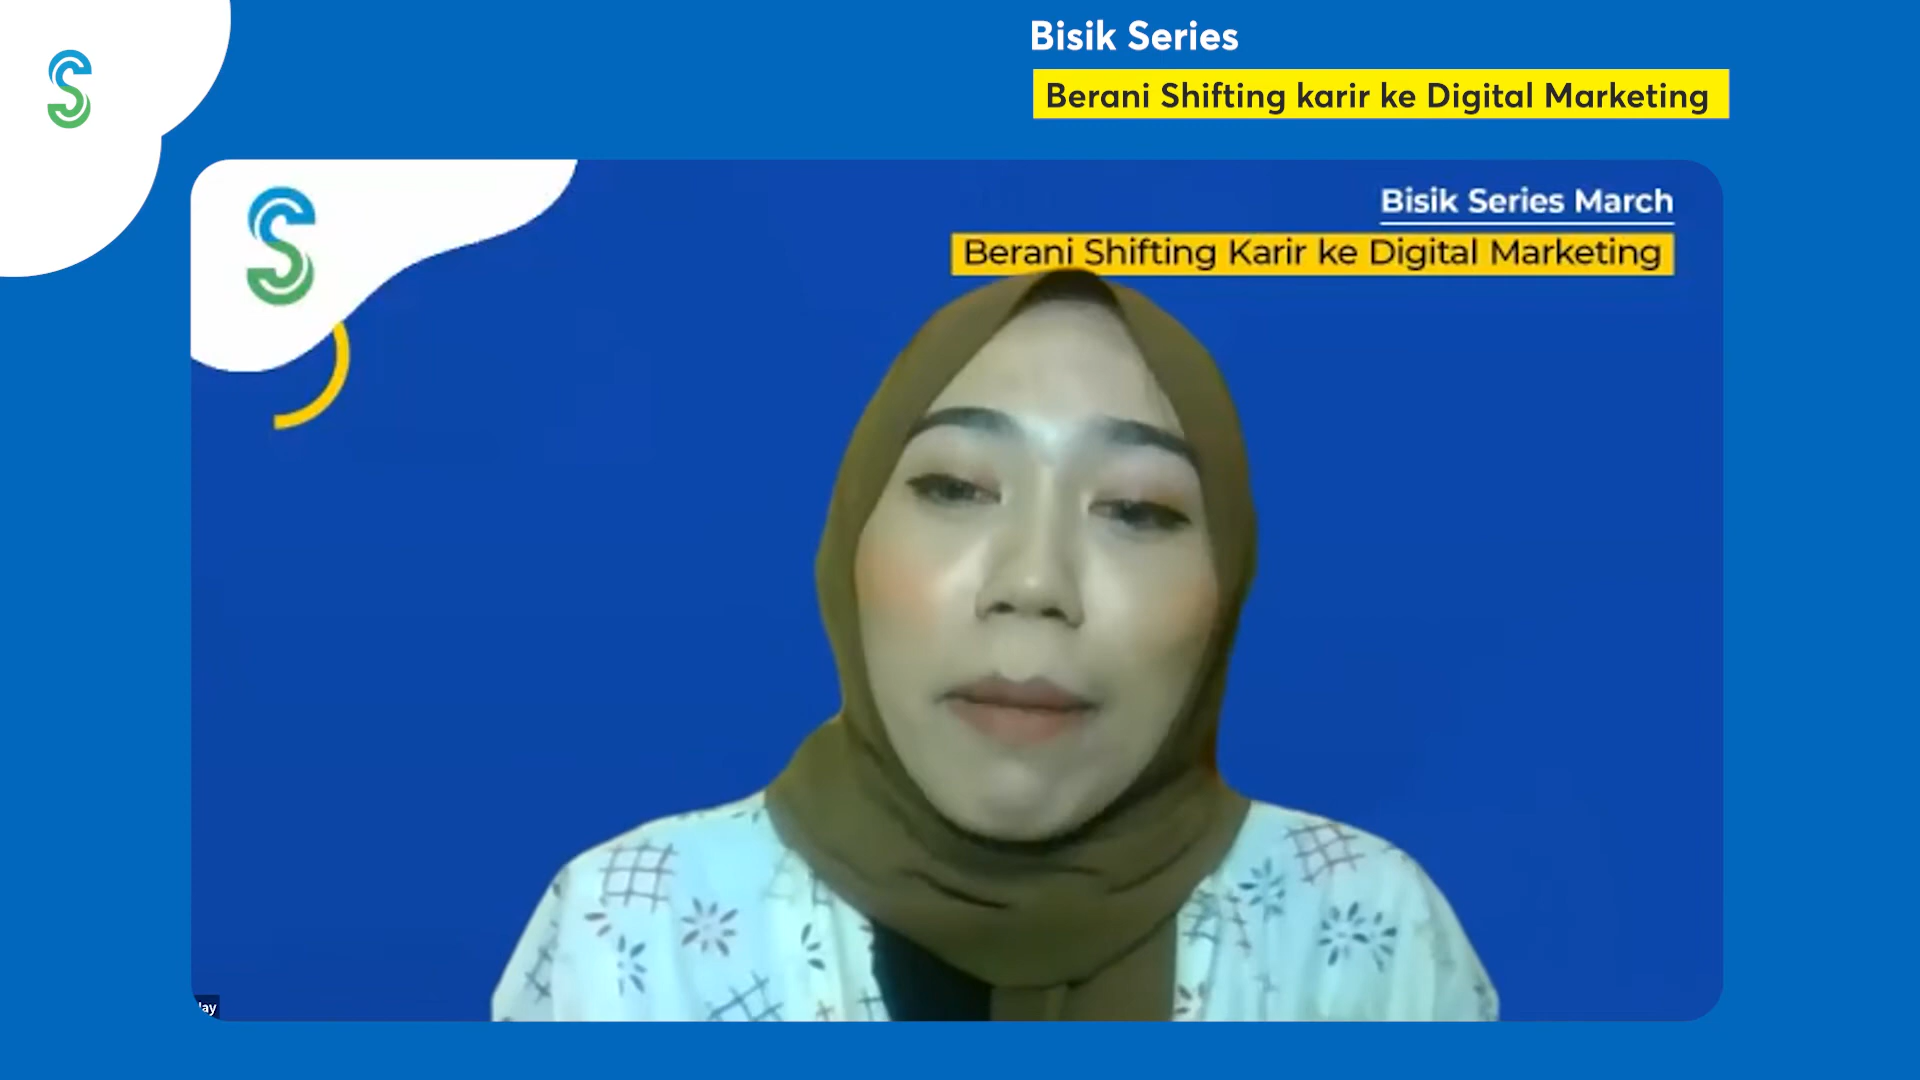 Bisik Series
Berani Shifting karir ke Digital Marketing
Bisik Series March
Berani Shifting Karir ke Digital Marketing